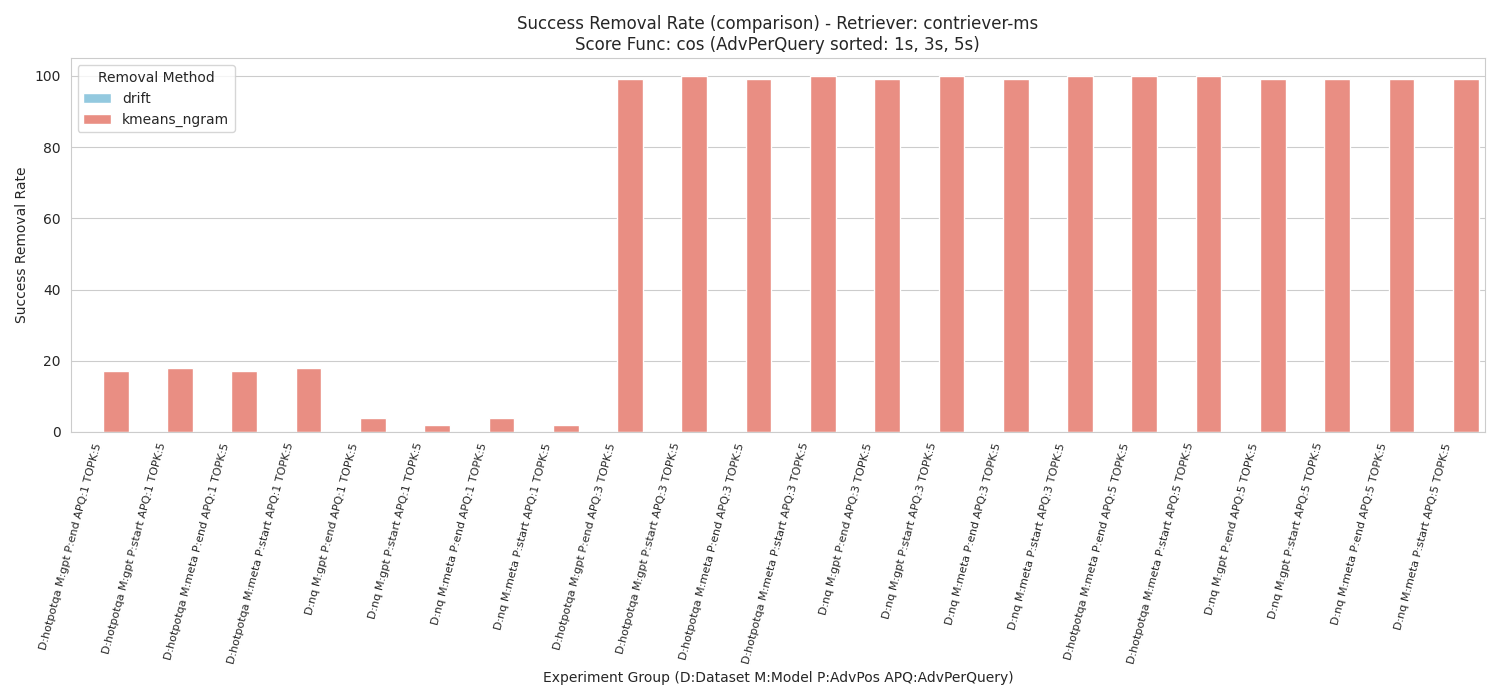 Success Removal Rate (comparison) - Retriever: contriever-ms
Score Func: cos (AdvPerQuery sorted: 1s, 3s, 5s)
Removal Method
drift
kmeans_ngram
Success Removal Rate
100
80
60
40
20
0
D:hotpotqa M:gpt P:end APQ:1 TOPK:5
D:hotpotqa M:gpt P:start APQ:1 TOPK:5
D:hotpotqa M:meta P:end APQ:1 TOPK:5
D:hotpotqa M:meta P:start APQ:1 TOPK:5
D:nq M:gpt P:end APQ:1 TOPK:5
D:nq M:gpt P:start APQ:1 TOPK:5
D:nq M:meta P:end APQ:1 TOPK:5
D:nq M:meta P:start APQ:1 TOPK:5
D:hotpotqa M:gpt P:end APQ:3 TOPK:5
D:hotpotqa M:gpt P:start APQ:3 TOPK:5
D:hotpotqa M:meta P:end APQ:3 TOPK:5
D:hotpotqa M:meta P:start APQ:3 TOPK:5
D:nq M:gpt P:end APQ:3 TOPK:5
D:nq M:gpt P:start APQ:3 TOPK:5
D:nq M:meta P:end APQ:3 TOPK:5
D:nq M:meta P:start APQ:3 TOPK:5
D:hotpotqa M:meta P:end APQ:5 TOPK:5
D:hotpotqa M:meta P:start APQ:5 TOPK:5
D:nq M:gpt P:end APQ:5 TOPK:5
D:nq M:gpt P:start APQ:5 TOPK:5
D:nq M:meta P:end APQ:5 TOPK:5
D:nq M:meta P:start APQ:5 TOPK:5
Experiment Group (D:Dataset M:Model P:AdvPos APQ:AdvPerQuery)